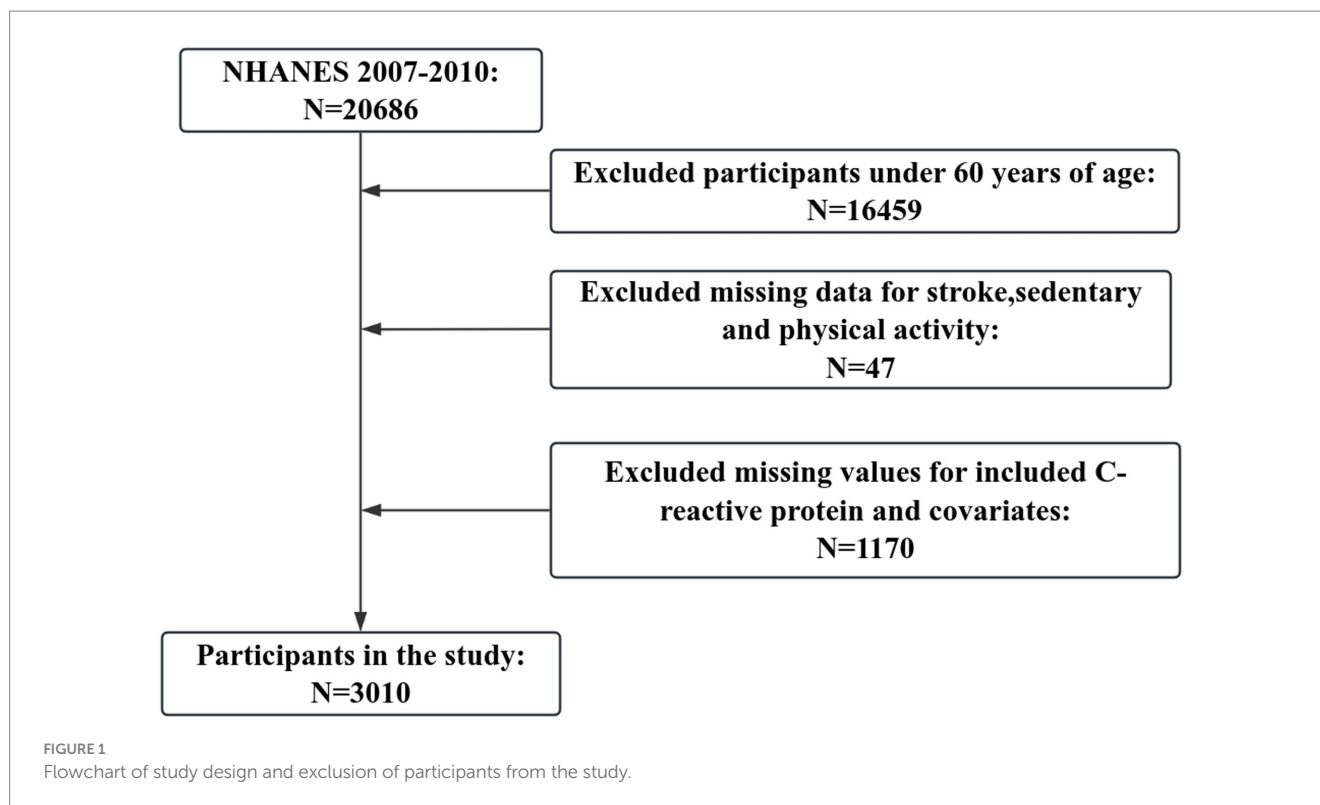 NHANES 2007-2010:
N=20686
Excluded participants under 60 years of age:
N=16459
Excluded missing data for stroke,sedentary
and physical activity:
N=47
Excluded missing values for included C-
reactive protein and covariates:
N=1170
Participants in the study:
N=3010
FIGURE 1
Flowchart of study design and exclusion of participants from the study.